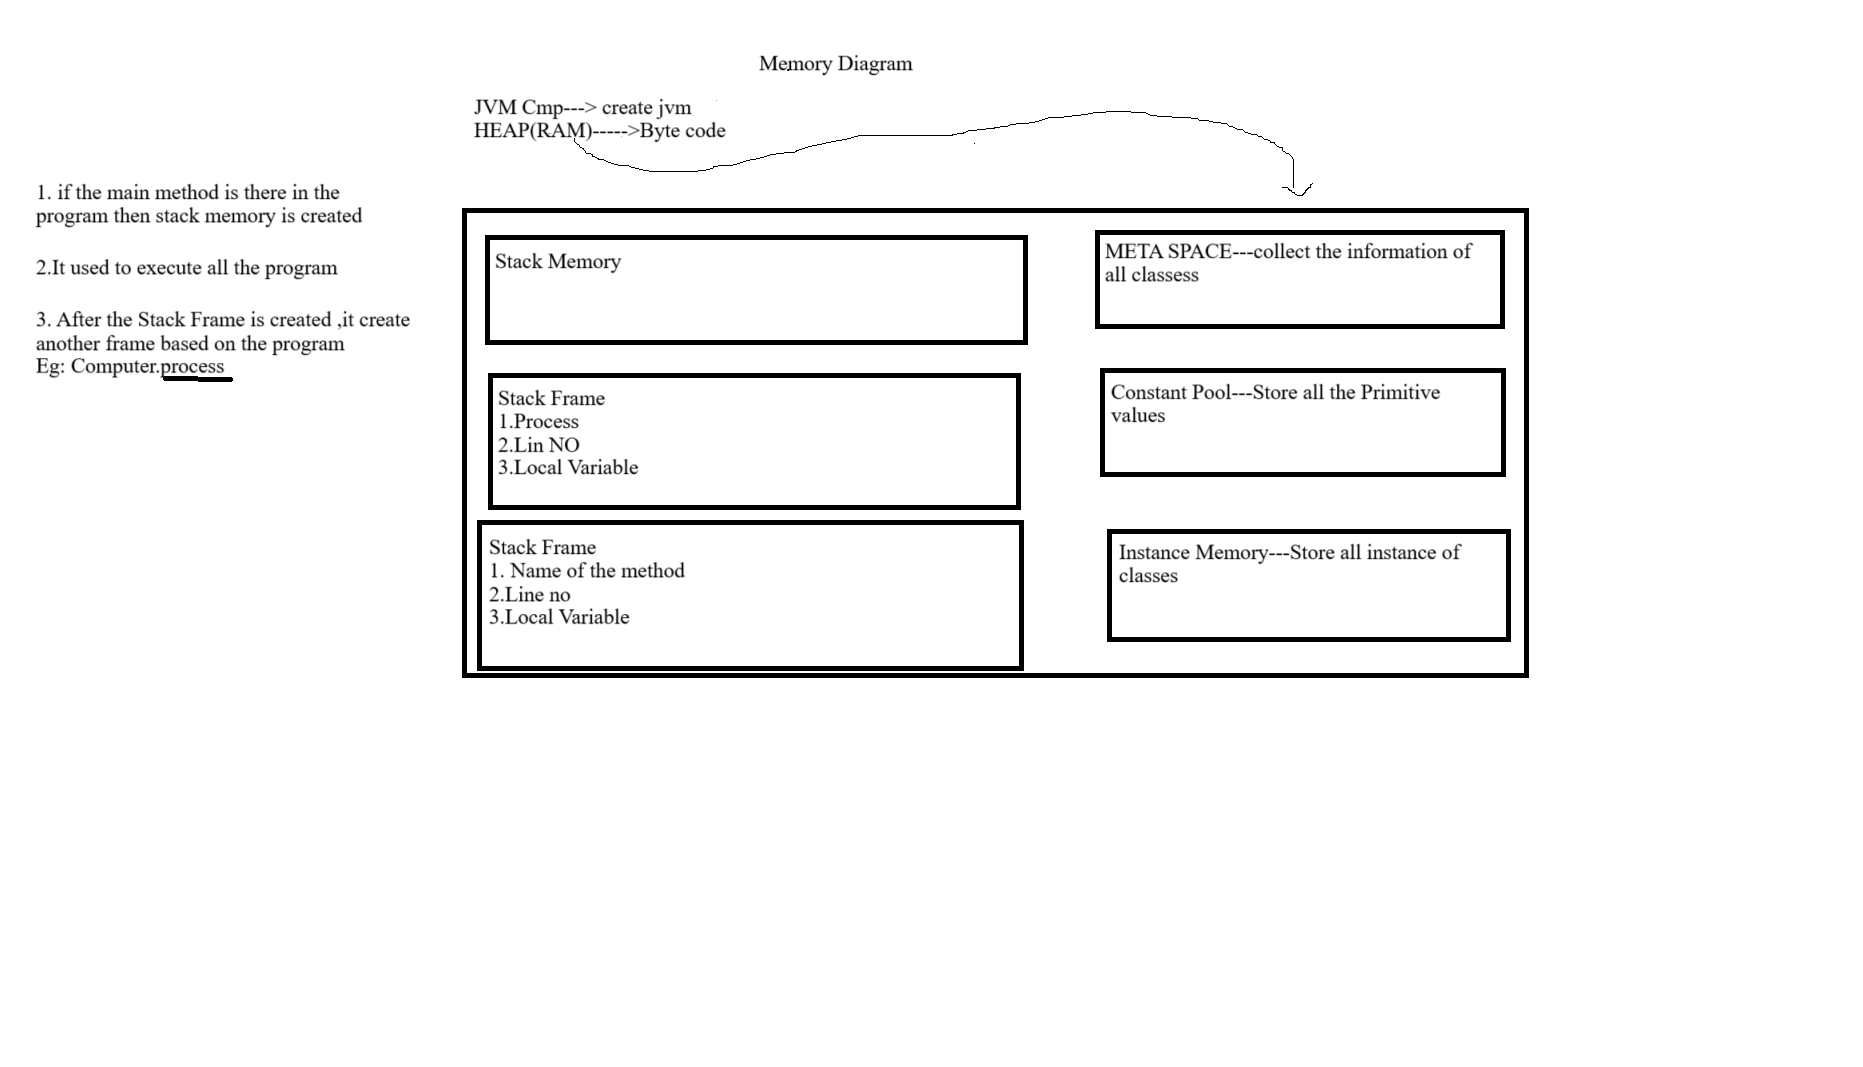 Memory Diagram
JVM Cmp---> create jvm
HEAP(RAM)----->Byte code
1. if the main method is there in the
program then stack memory is created
2.It used to execute all the program
3. After the Stack Frame is created ,it create
another frame based on the program
Eg: Computer.process
Stack Memory
Stack Frame
1.Process
2.Lin NO
3.Local Variable
Stack Frame
1. Name of the method
2.Line no
3.Local Variable
META SPACE---collect the information of
all classess
Constant Pool---Store all the Primitive
values
Instance Memory---Store all instance of
classes